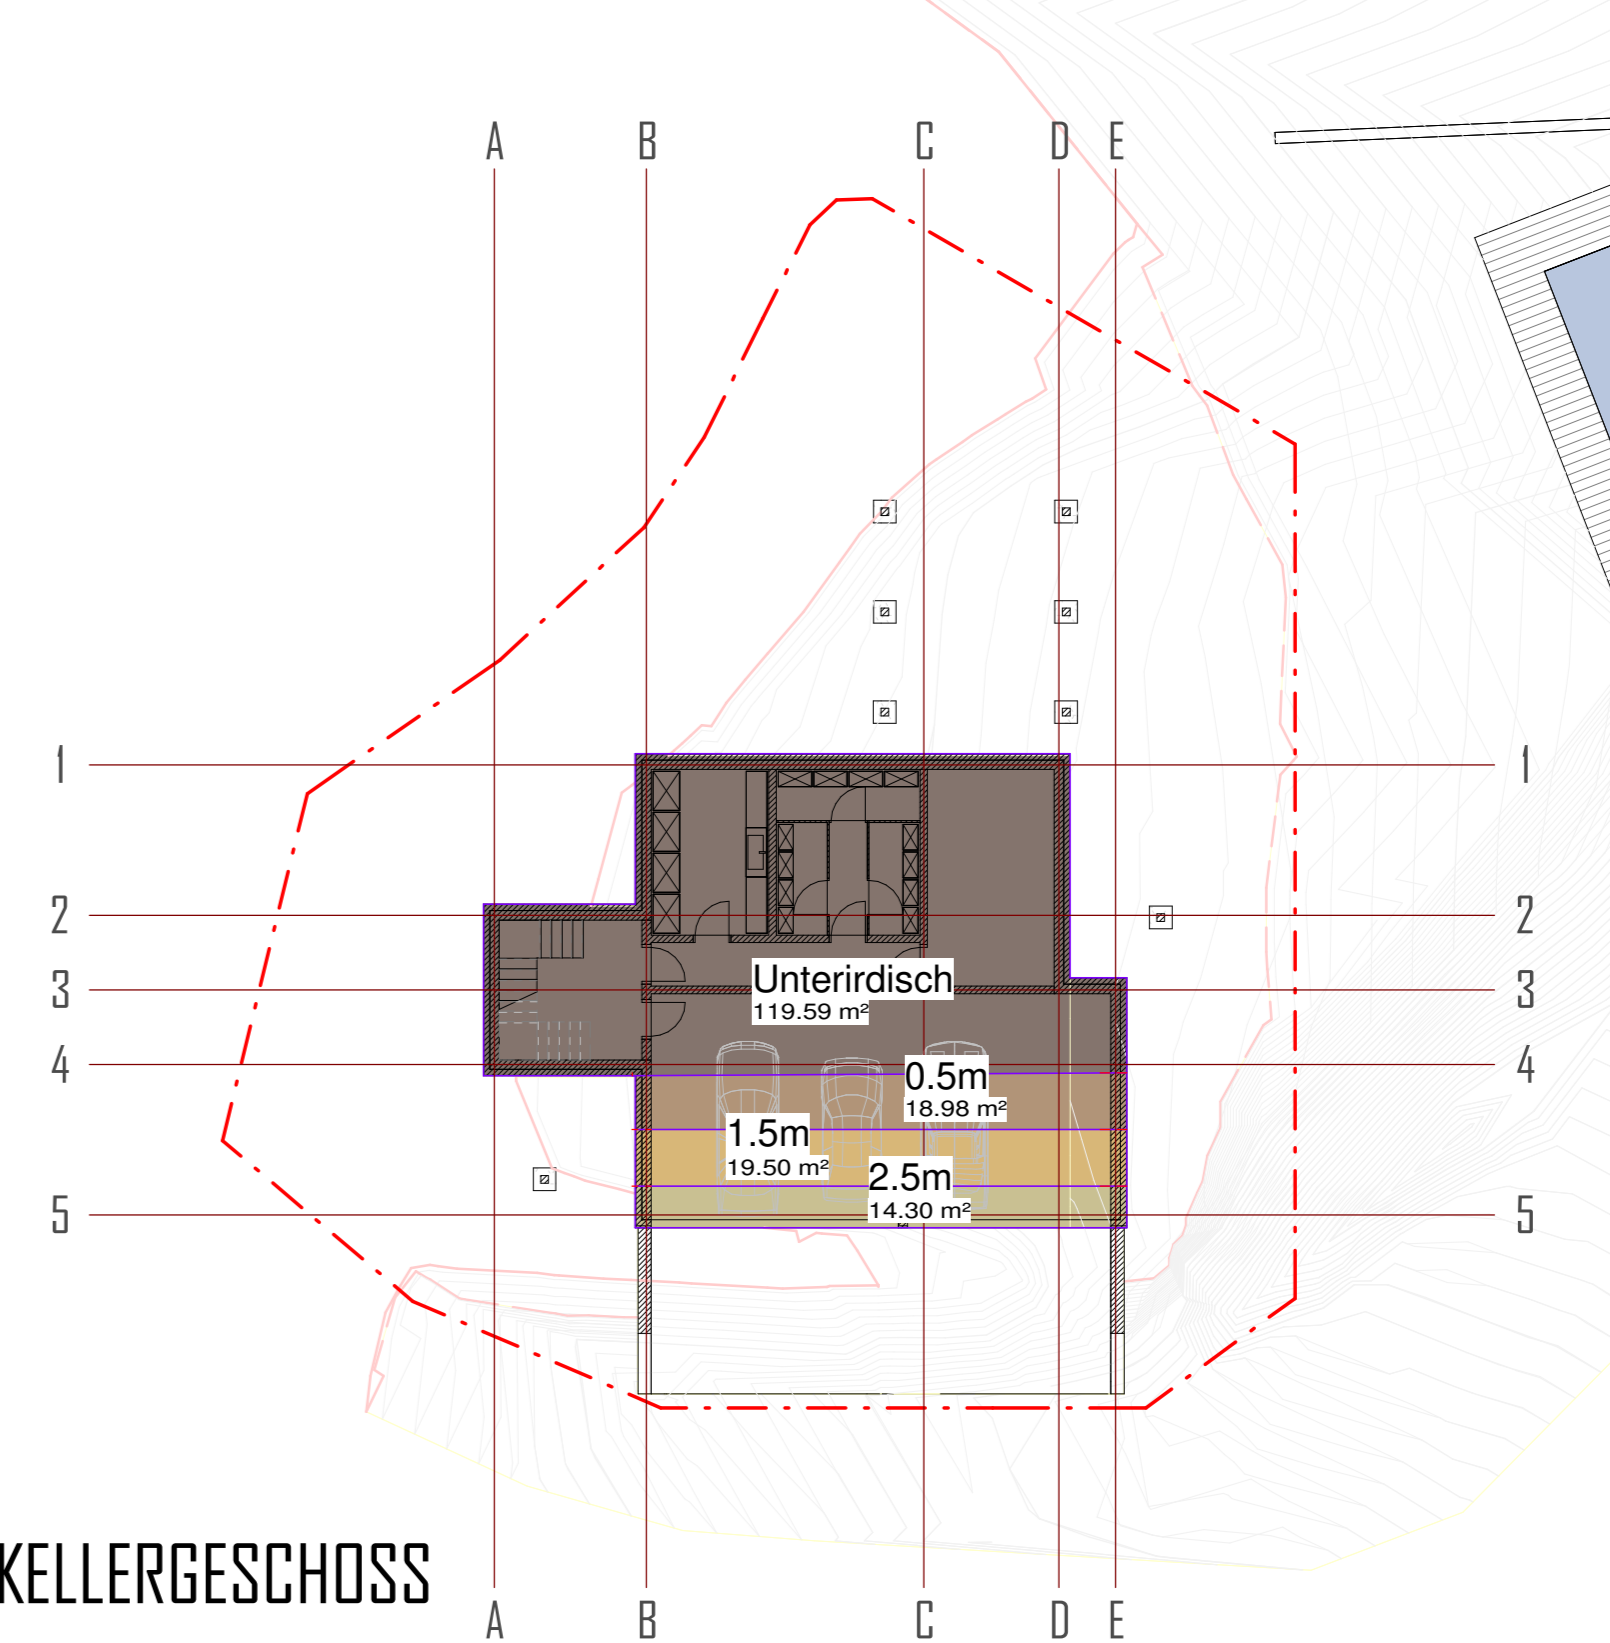 A B C D E
1 1
2 2
Unterirdisch
3 3
119.59 m²
4 4
0.5m
18.98 m²
1.5m
19.50 m²
2.5m
14.30 m²
5 5
KELLERGESCHOSS
A B C D E